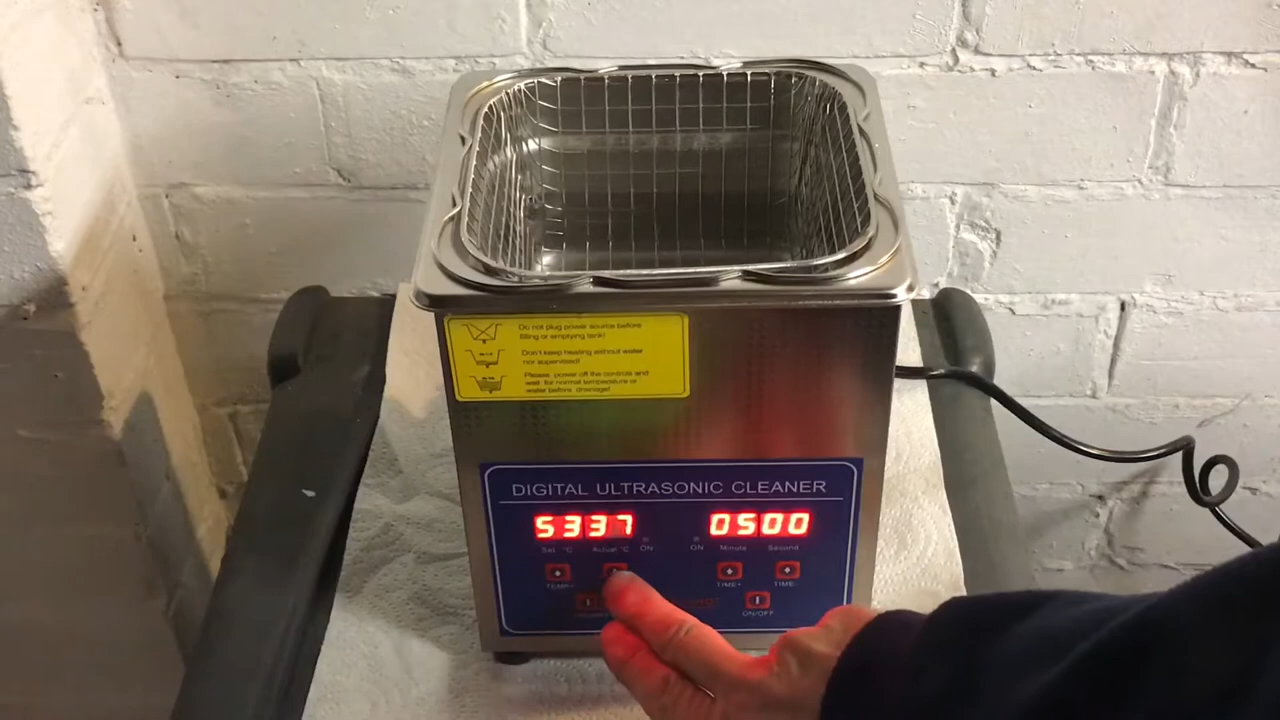 Do not plug power source before
filling or emptying tank!
Don't keep heating without water
nor supervised!
Please power off the controls and
wait for normal temperature or
water before drainage!
DIGITAL ULTRASONIC CLEANER
5337 0500
Set °C Actual °C ON ON Minute Second
TEMP+ TIME+ TIME-
ON/OFF